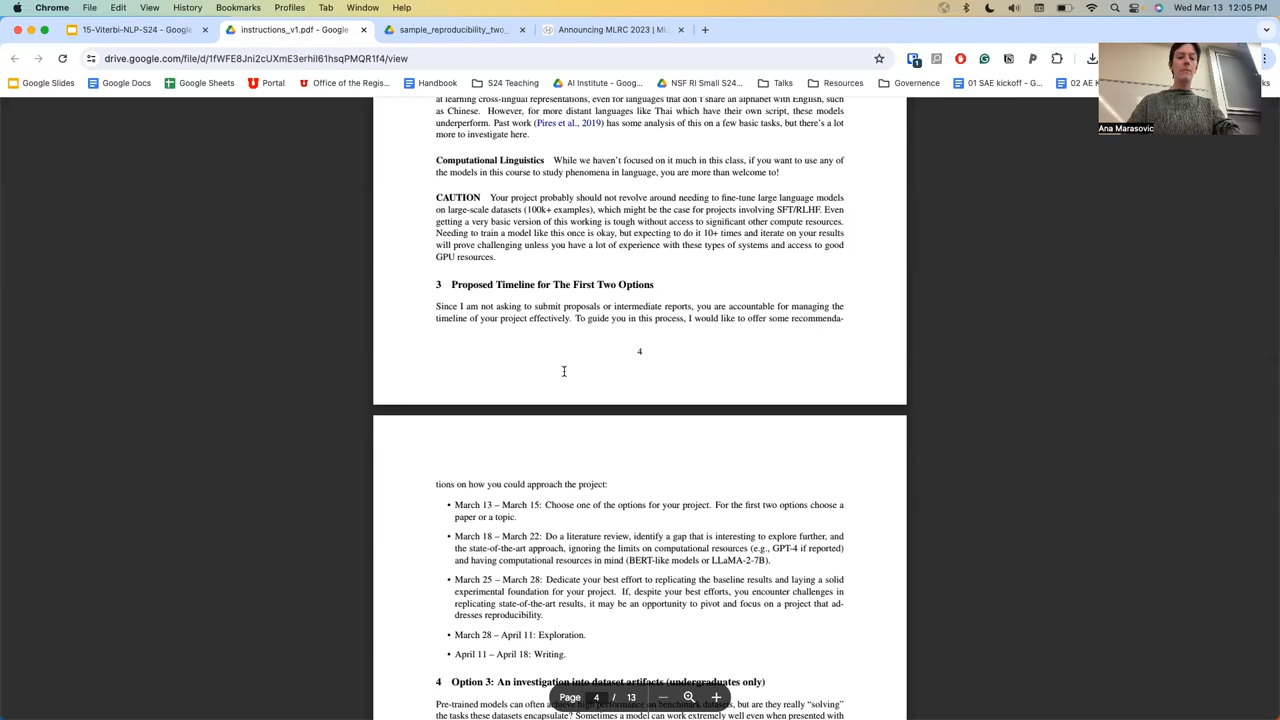 Chrome File Edit View History Bookmarks Profiles Tab Window Help Wed Mar 13 12:05 PM
15-Viterbi-NLP-S24 - Google instructions_v1.pdf - Google sample_reproducibility_two_ Announcing MLRC 2023 | ML
drive.google.com/file/d/1fWFE8Jni2cUXmE3erhiI61hsqPMQR1f4/view
Google Slides Google Docs Google Sheets Portal Office of the Regis... Handbook S24 Teaching AI Institute - Goog... NSF RI Small S24... Talks Resources Governence 01 SAE kickoff - G... 02 AE
Ana Marasovic
at learning cross-lingual representations, even for languages that don't share an alphabet with English, such
as Chinese. However, for more distant languages like Thai which have their own script, these models
underperform. Past work (Pires et al., 2019) has some analysis of this on a few basic tasks, but there's a lot
more to investigate here.
Computational Linguistics While we haven't focused on it much in this class, if you want to use any of
the models in this course to study phenomena in language, you are more than welcome to!
CAUTION Your project probably should not revolve around needing to fine-tune large language models
on large-scale datasets (100k+ examples), which might be the case for projects involving SFT/RLHF. Even
getting a very basic version of this working is tough without access to significant other compute resources.
Needing to train a model like this once is okay, but expecting to do it 10+ times and iterate on your results
will prove challenging unless you have a lot of experience with these types of systems and access to good
GPU resources.
3 Proposed Timeline for The First Two Options
Since I am not asking to submit proposals or intermediate reports, you are accountable for managing the
timeline of your project effectively. To guide you in this process, I would like to offer some recommenda-
4
tions on how you could approach the project:
• March 13 – March 15: Choose one of the options for your project. For the first two options choose a
paper or a topic.
• March 18 – March 22: Do a literature review, identify a gap that is interesting to explore further, and
the state-of-the-art approach, ignoring the limits on computational resources (e.g., GPT-4 if reported)
and having computational resources in mind (BERT-like models or LLaMA-2-7B).
• March 25 – March 28: Dedicate your best effort to replicating the baseline results and laying a solid
experimental foundation for your project. If, despite your best efforts, you encounter challenges in
replicating state-of-the-art results, it may be an opportunity to pivot and focus on a project that ad-
dresses reproducibility.
• March 28 – April 11: Exploration.
• April 11 – April 18: Writing.
4 Option 3: An investigation into dataset artifacts (undergraduates only)
Page 4 / 13
Pre-trained models can often achieve high performance on benchmark datasets, but are they really "solving"
the tasks these datasets encapsulate? Sometimes a model can work extremely well even when presented with